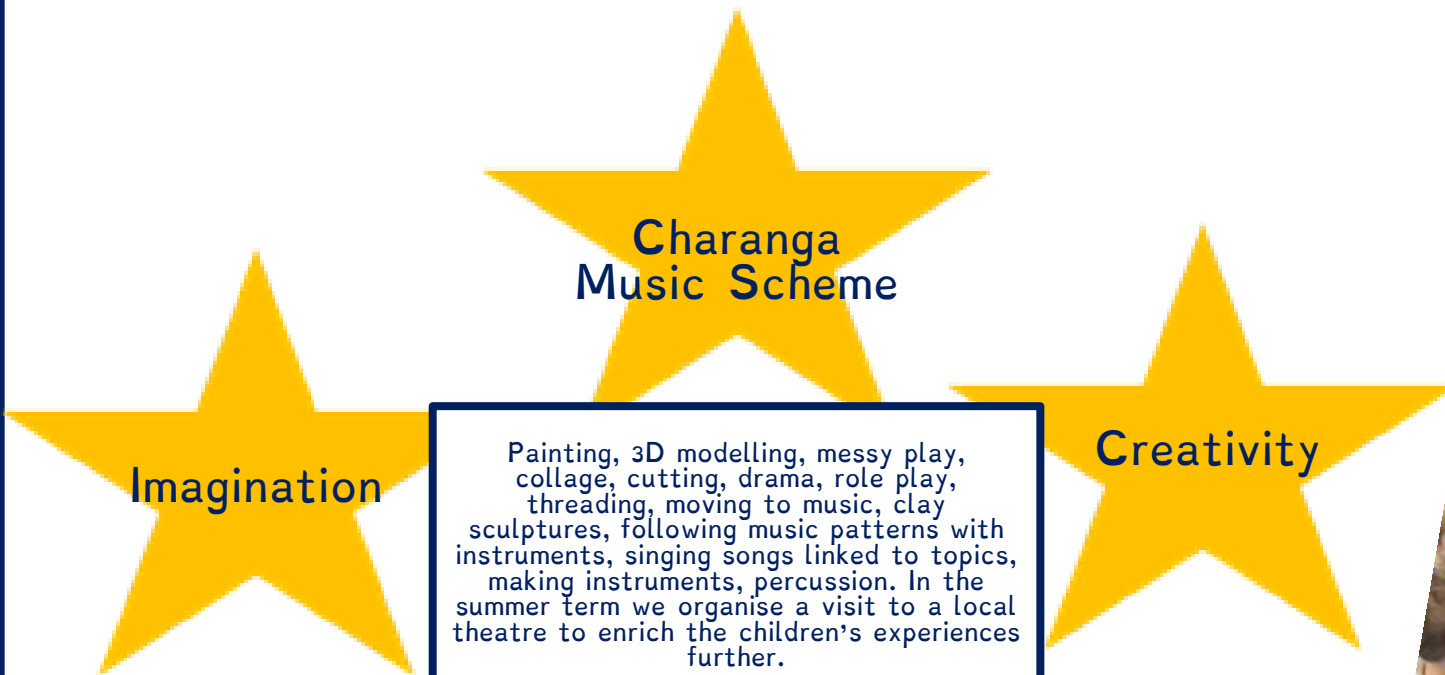 Charanga
Music Scheme
Imagination
Creativity
Painting, 3D modelling, messy play,
collage, cutting, drama, role play,
threading, moving to music, clay
sculptures, following music patterns with
instruments, singing songs linked to topics,
making instruments, percussion. In the
summer term we organise a visit to a local
theatre to enrich the children’s experiences
further.